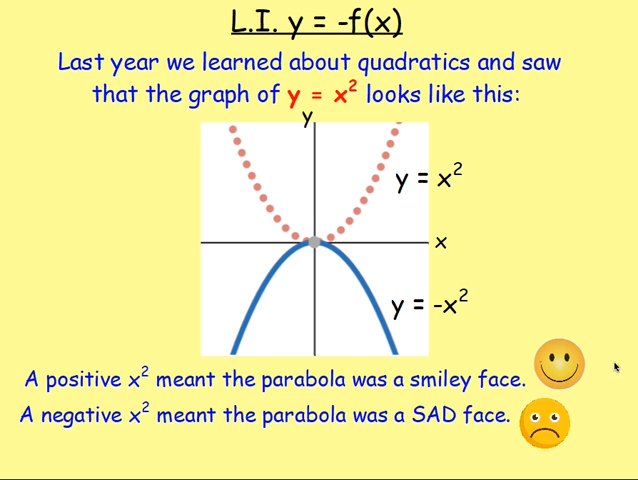 L.I. y = -f(x)
Last year we learned about quadratics and saw
that the graph of y = x² looks like this:
y
y = x²
x
y = -x²
A positive x² meant the parabola was a smiley face.
A negative x² meant the parabola was a SAD face.